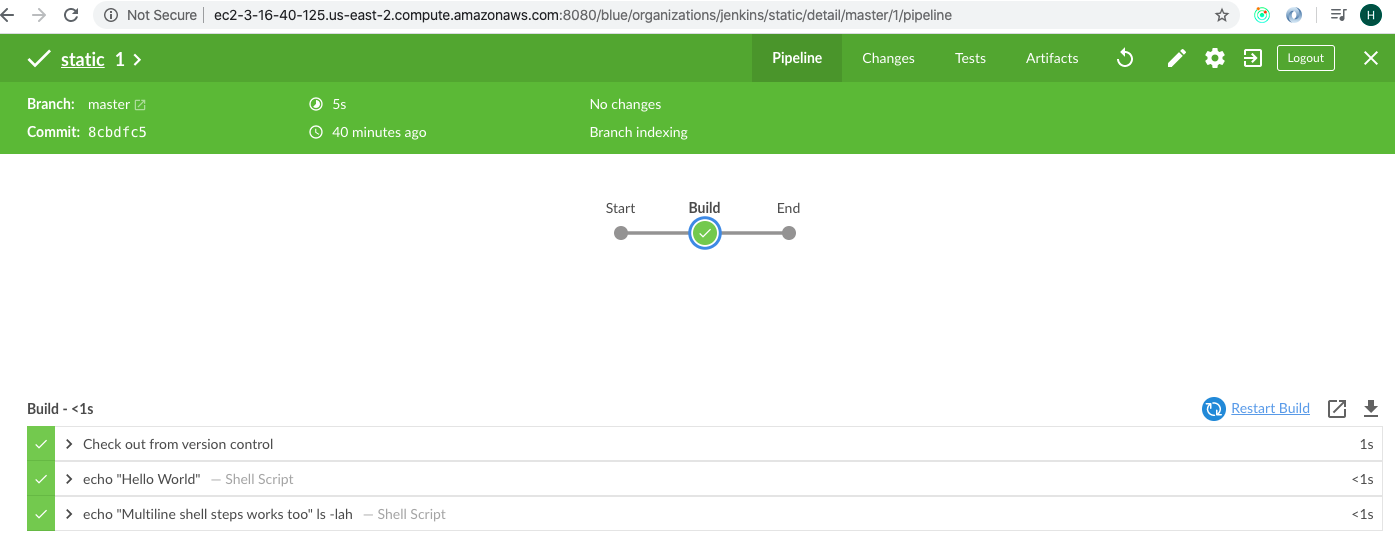 Not Secure ec2-3-16-40-125.us-east-2.compute.amazonaws.com:8080/blue/organizations/jenkins/static/detail/master/1/pipeline H
static 1 Pipeline Changes Tests Artifacts Logout
Branch: master 5s No changes
Commit: 8cbdfc5 40 minutes ago Branch indexing
Start Build End
Build - <1s Restart Build
Check out from version control 1s
echo "Hello World" — Shell Script <1s
echo "Multiline shell steps works too" ls -lah — Shell Script <1s